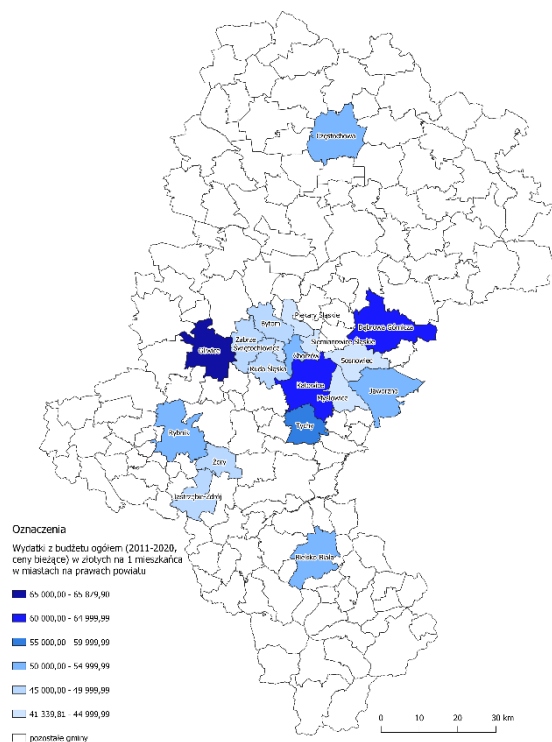 Częstochowa
Piekary Śląskie
Bytom
Dąbrowa Górnicza
Zabrze
Siemianowice Śląskie
Świętochłowice
Chorzów
Gliwice
Sosnowiec
Ruda Śląska
Katowice
Jaworzno
Mysłowice
Tychy
Rybnik
Żory
Jastrzębie-Zdrój
Bielsko-Biała
Oznaczenia
Wydatki z budżetu ogółem (2011-2020,
ceny bieżące) w złotych na 1 mieszkańca
w miastach na prawach powiatu
65 000,00 - 65 879,90
60 000,00 - 64 999,99
55 000,00 - 59 999,99
50 000,00 - 54 999,99
45 000,00 - 49 999,99
41 339,81 - 44 999,99
pozostałe gminy
0 10 20 30 km